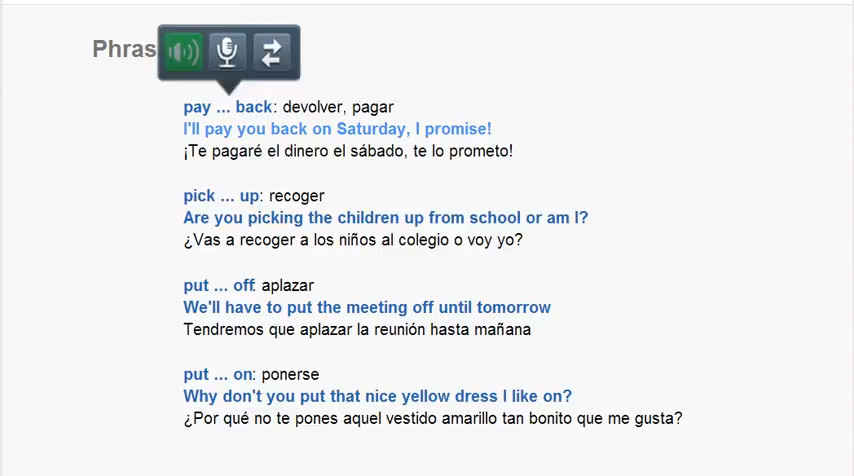 Phras
pay ... back: devolver, pagar
I'll pay you back on Saturday, I promise!
¡Te pagaré el dinero el sábado, te lo prometo!
pick ... up: recoger
Are you picking the children up from school or am I?
¿Vas a recoger a los niños al colegio o voy yo?
put ... off: aplazar
We'll have to put the meeting off until tomorrow
Tendremos que aplazar la reunión hasta mañana
put ... on: ponerse
Why don't you put that nice yellow dress I like on?
¿Por qué no te pones aquel vestido amarillo tan bonito que me gusta?